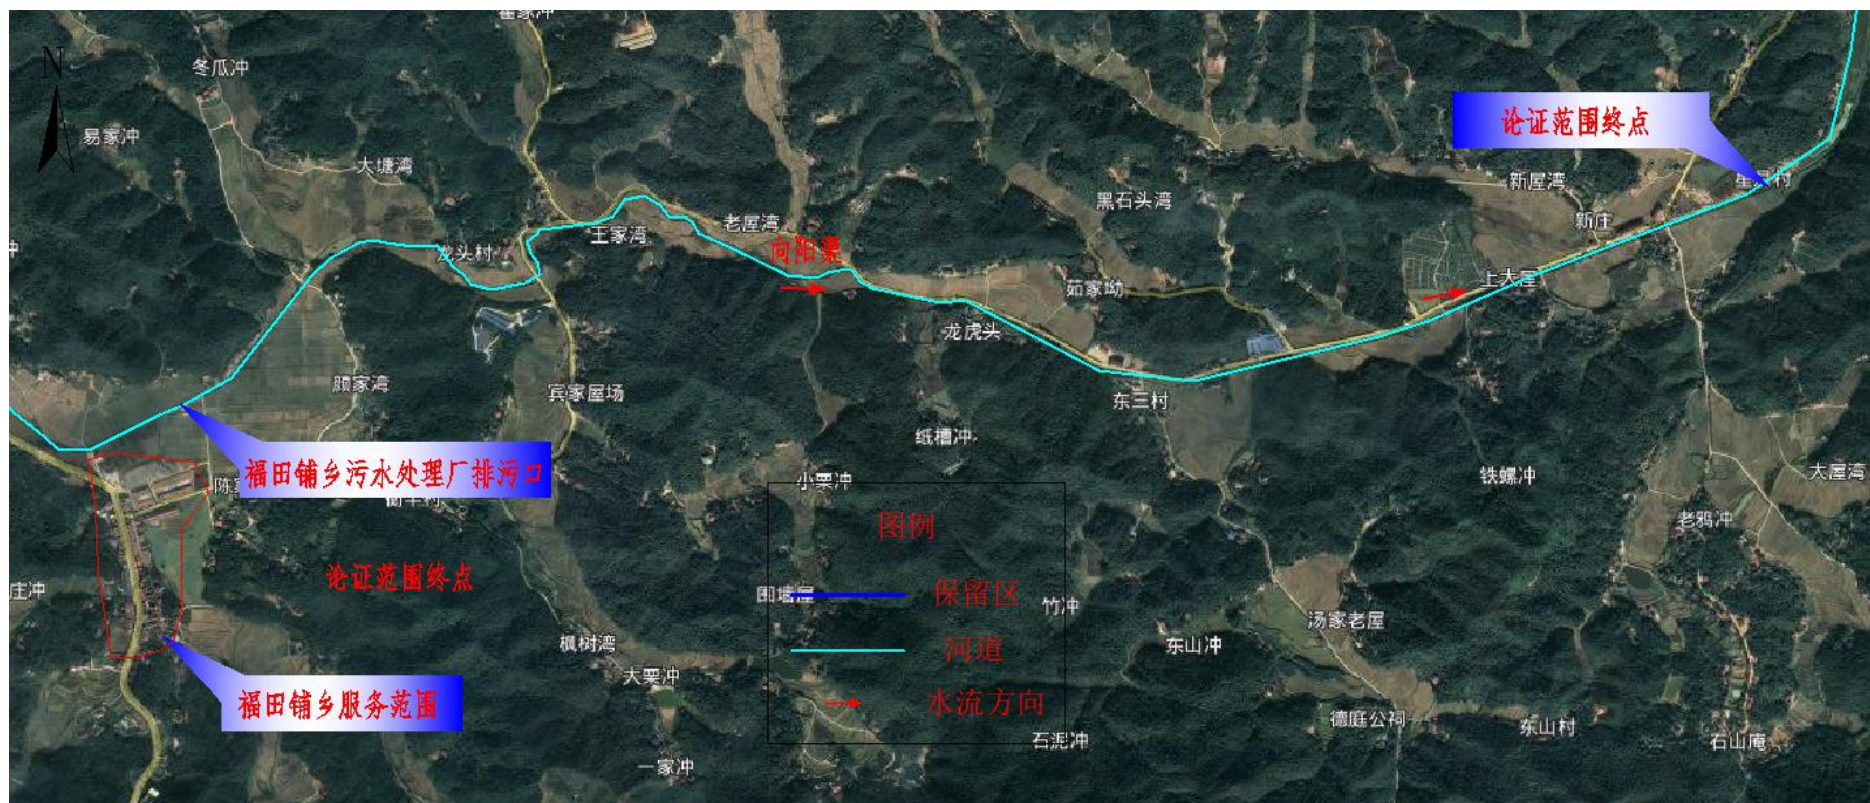 霍家冲
N
冬瓜冲
论证范围终点
易家冲
大塘湾
新屋湾
黑石头湾
新庄
老屋湾
王家湾
向阳渠
龙头村
茹家坳
上大屋
龙虎头
顾家湾
宾家屋场
东三村
纸槽冲
福田铺乡污水处理厂排污口
小栗冲
铁螺冲
大屋湾
图例
老鸦冲
论证范围终点
庄冲
保留区
竹冲
汤家老屋
枫树湾
河道
东山冲
大栗冲
福田铺乡服务范围
水流方向
德庭公祠
东山村
石泥冲
石山庵
一家冲